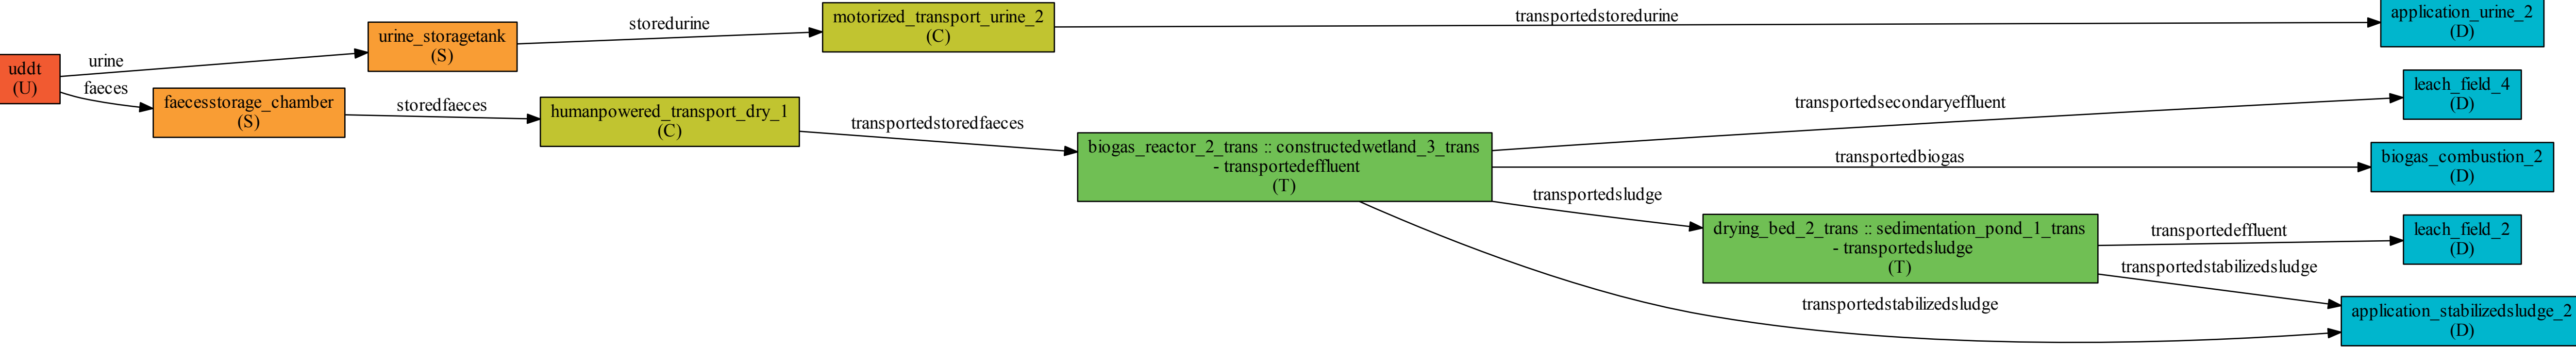 uddt
(U)
urine
faeces
urine_storagetank
(S)
faecesstorage_chamber
(S)
storedurine
storedfaeces
motorized_transport_urine_2
(C)
humanpowered_transport_dry_1
(C)
transportedstoredurine
transportedstoredfaeces
biogas_reactor_2_trans :: constructedwetland_3_trans
- transportedeffluent
(T)
transportedsecondaryeffluent
transportedbiogas
transportedsludge
transportedstabilizedsludge
drying_bed_2_trans :: sedimentation_pond_1_trans
- transportedsludge
(T)
transportedeffluent
transportedstabilizedsludge
application_urine_2
(D)
leach_field_4
(D)
biogas_combustion_2
(D)
leach_field_2
(D)
application_stabilizedsludge_2
(D)